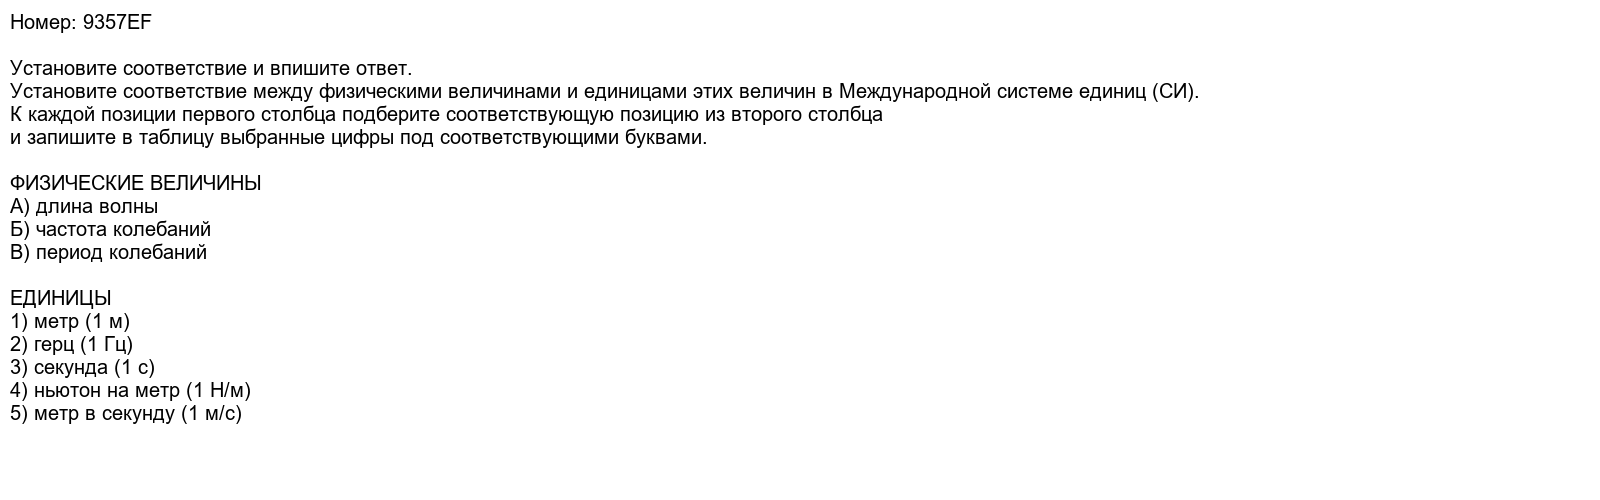 Номер: 9357EF
Установите соответствие и впишите ответ.
Установите соответствие между физическими величинами и единицами этих величин в Международной системе единиц (СИ).
К каждой позиции первого столбца подберите соответствующую позицию из второго столбца
и запишите в таблицу выбранные цифры под соответствующими буквами.
ФИЗИЧЕСКИЕ ВЕЛИЧИНЫ
А) длина волны
Б) частота колебаний
В) период колебаний
ЕДИНИЦЫ
1) метр (1 м)
2) герц (1 Гц)
3) секунда (1 с)
4) ньютон на метр (1 Н/м)
5) метр в секунду (1 м/с)